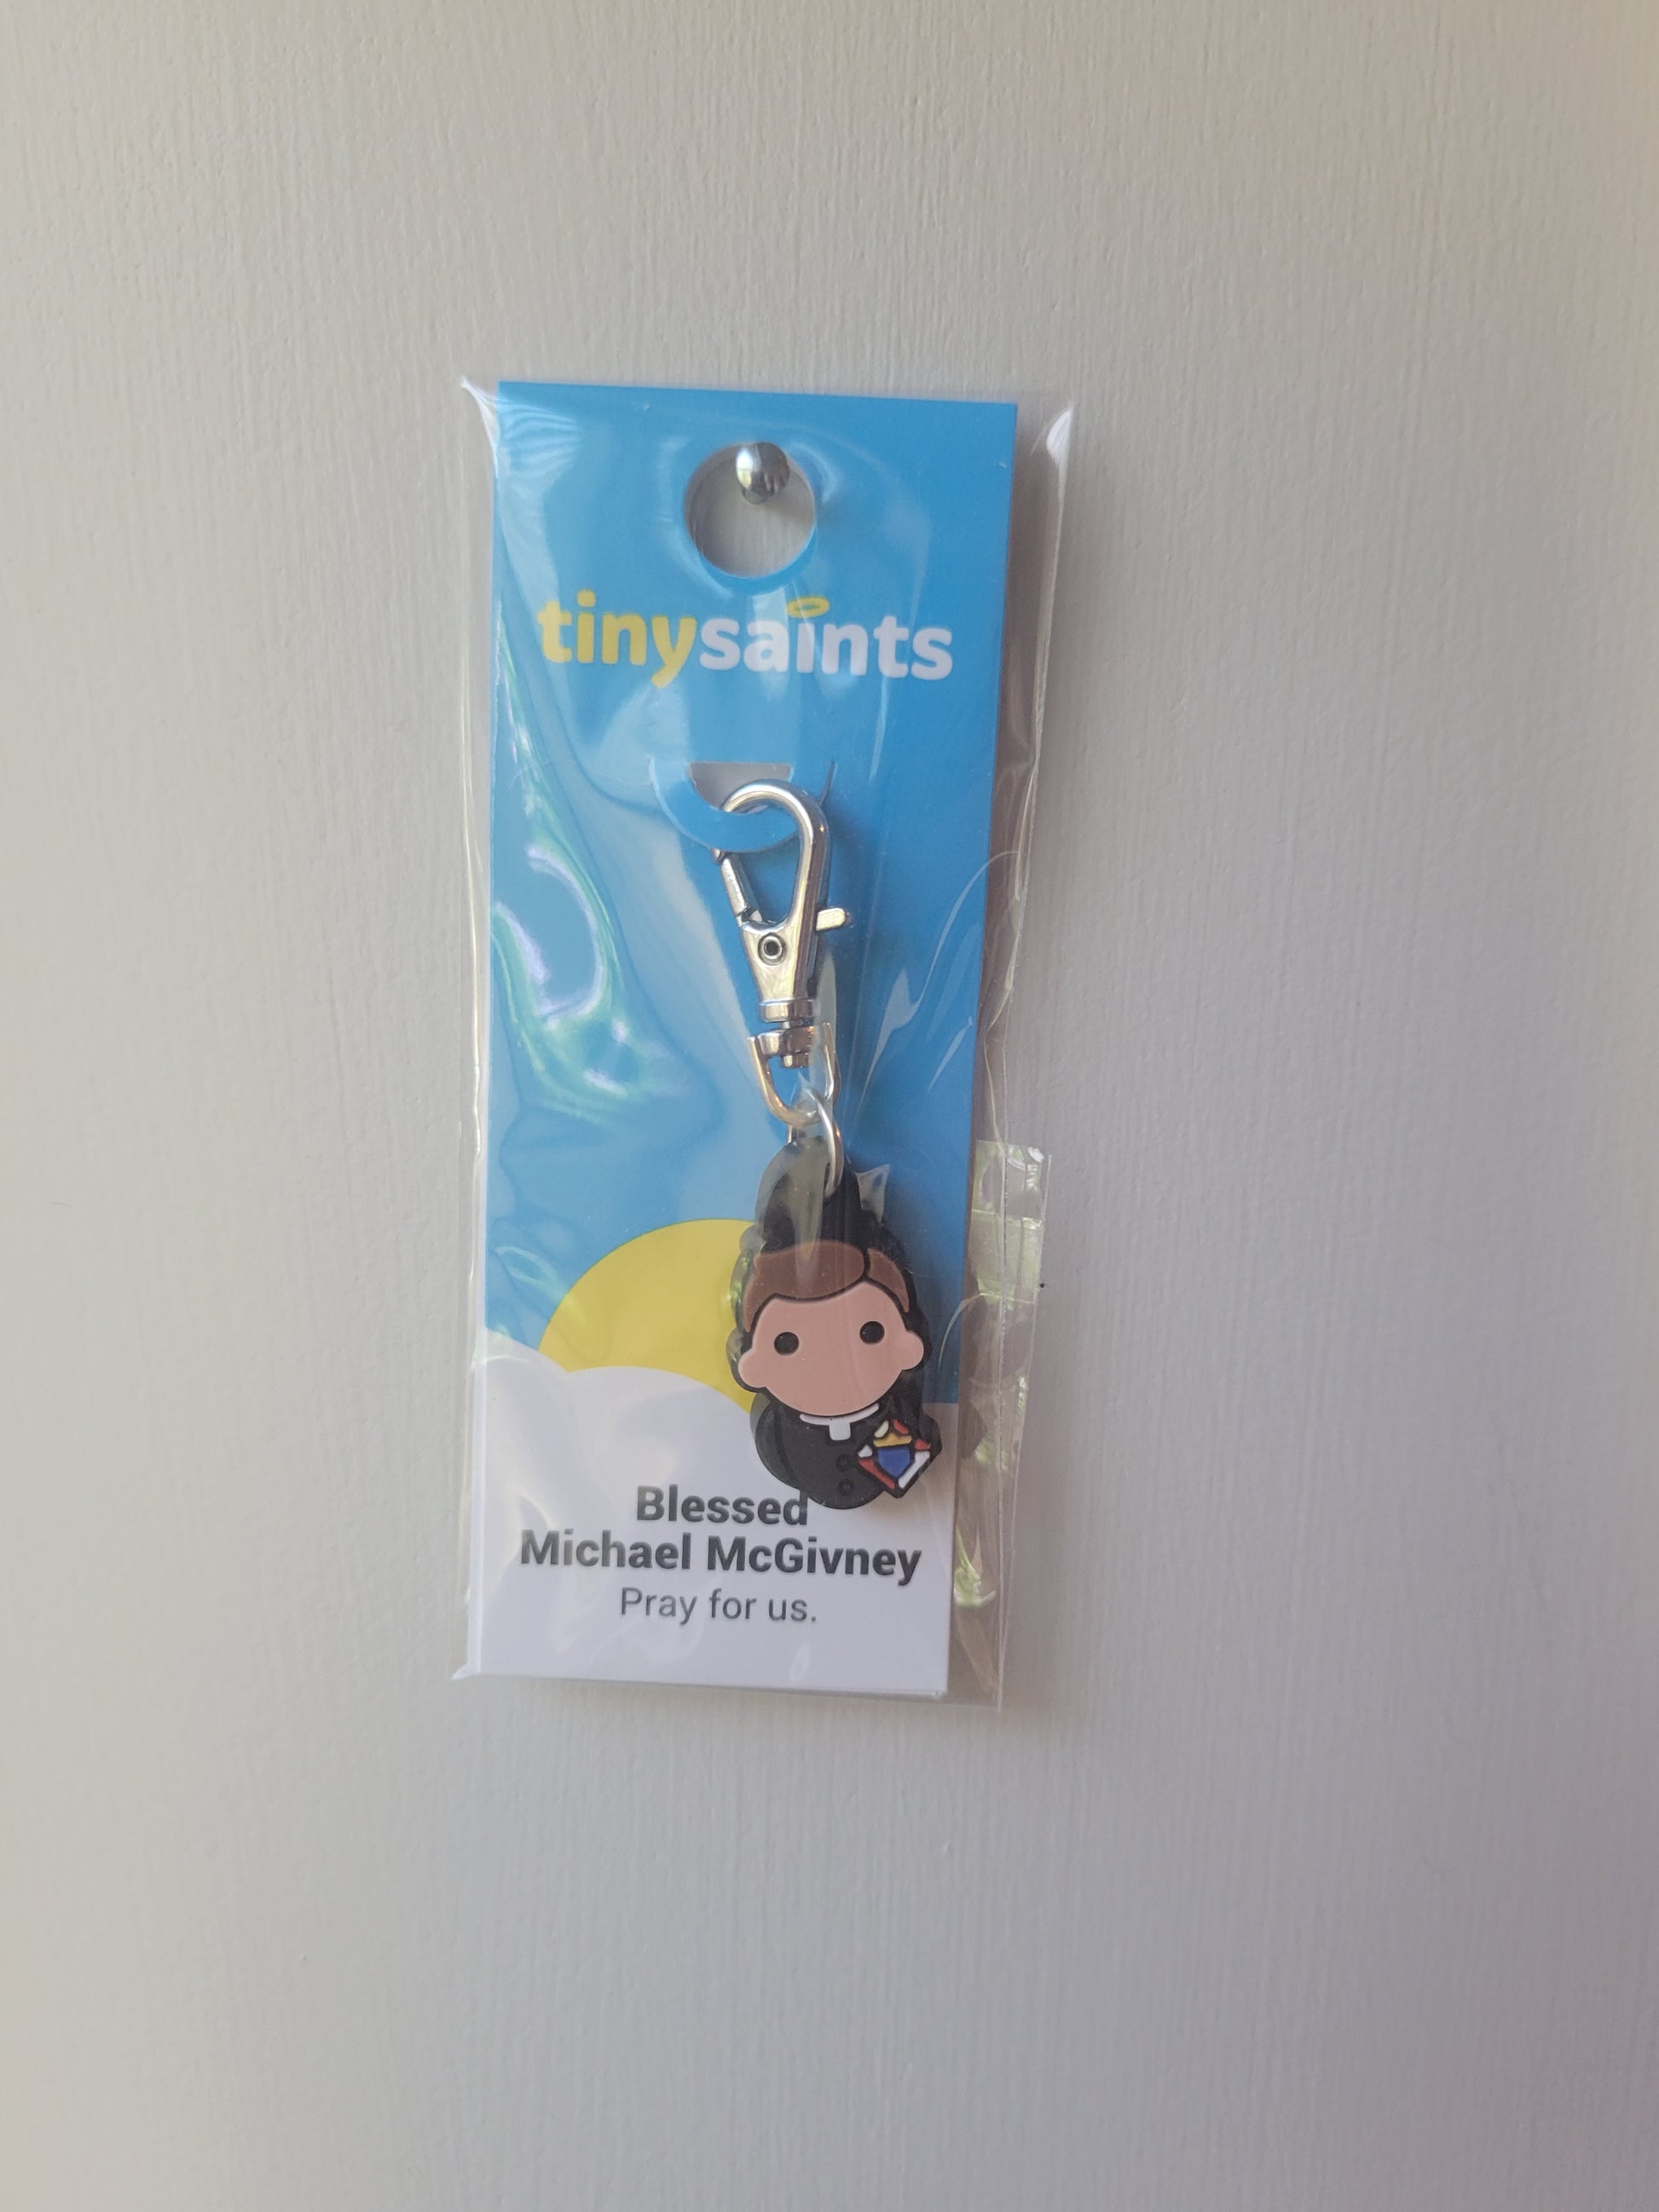 tinysaints
Blessed
Michael McGivney
Pray for us.